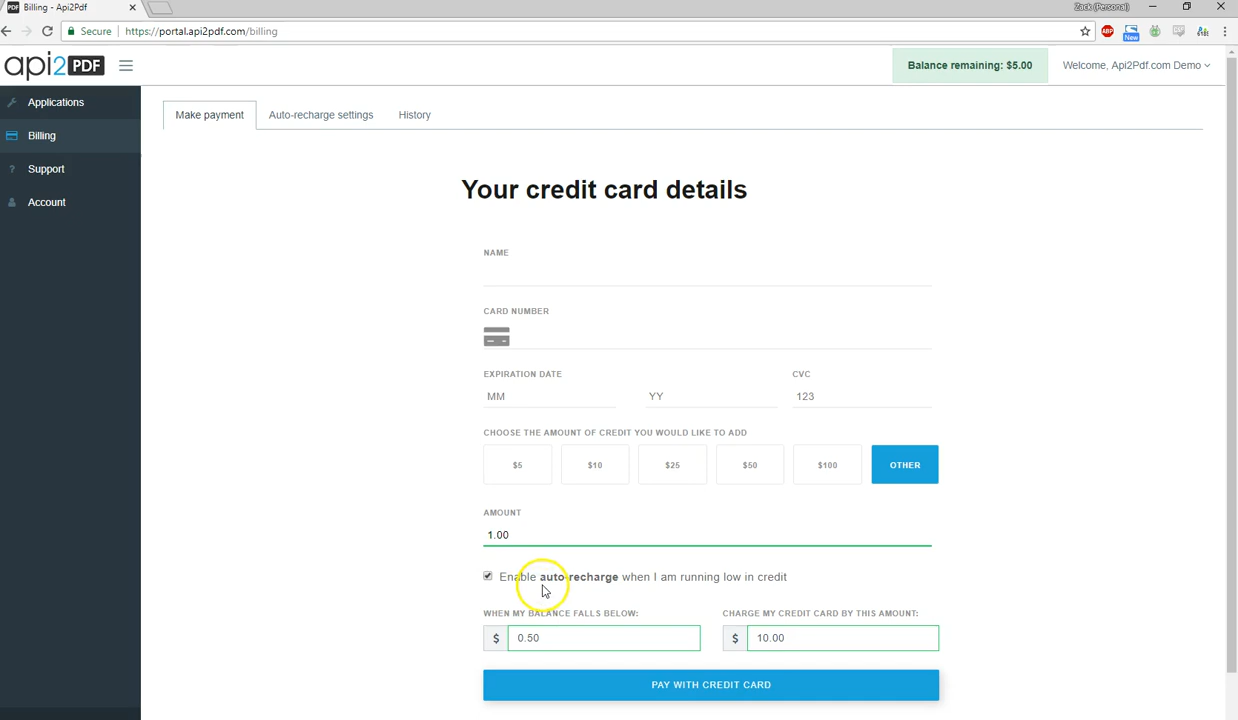 Billing - Api2Pdf
Zack (Personal)
Secure https://portal.api2pdf.com/billing
ABP
New
api2PDF
Balance remaining: $5.00
Welcome, Api2Pdf.com Demo
Applications
Billing
Support
Account
Make payment
Auto-recharge settings
History
Your credit card details
NAME
CARD NUMBER
EXPIRATION DATE
CVC
MM
YY
123
CHOOSE THE AMOUNT OF CREDIT YOU WOULD LIKE TO ADD
$5
$10
$25
$50
$100
OTHER
AMOUNT
1.00
Enable auto-recharge when I am running low in credit
WHEN MY BALANCE FALLS BELOW:
CHARGE MY CREDIT CARD BY THIS AMOUNT:
$ 0.50
$ 10.00
PAY WITH CREDIT CARD